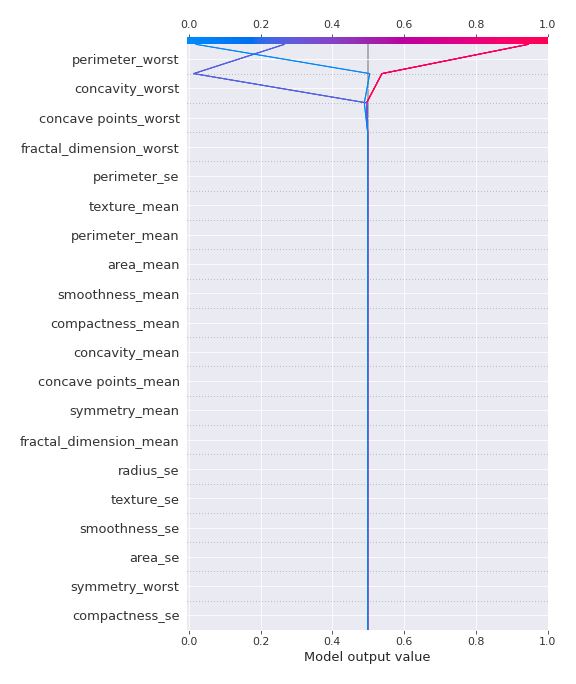 0.0 0.2 0.4 0.6 0.8 1.0
perimeter_worst
concavity_worst
concave points_worst
fractal_dimension_worst
perimeter_se
texture_mean
perimeter_mean
area_mean
smoothness_mean
compactness_mean
concavity_mean
concave points_mean
symmetry_mean
fractal_dimension_mean
radius_se
texture_se
smoothness_se
area_se
symmetry_worst
compactness_se
0.0 0.2 0.4 0.6 0.8 1.0
Model output value